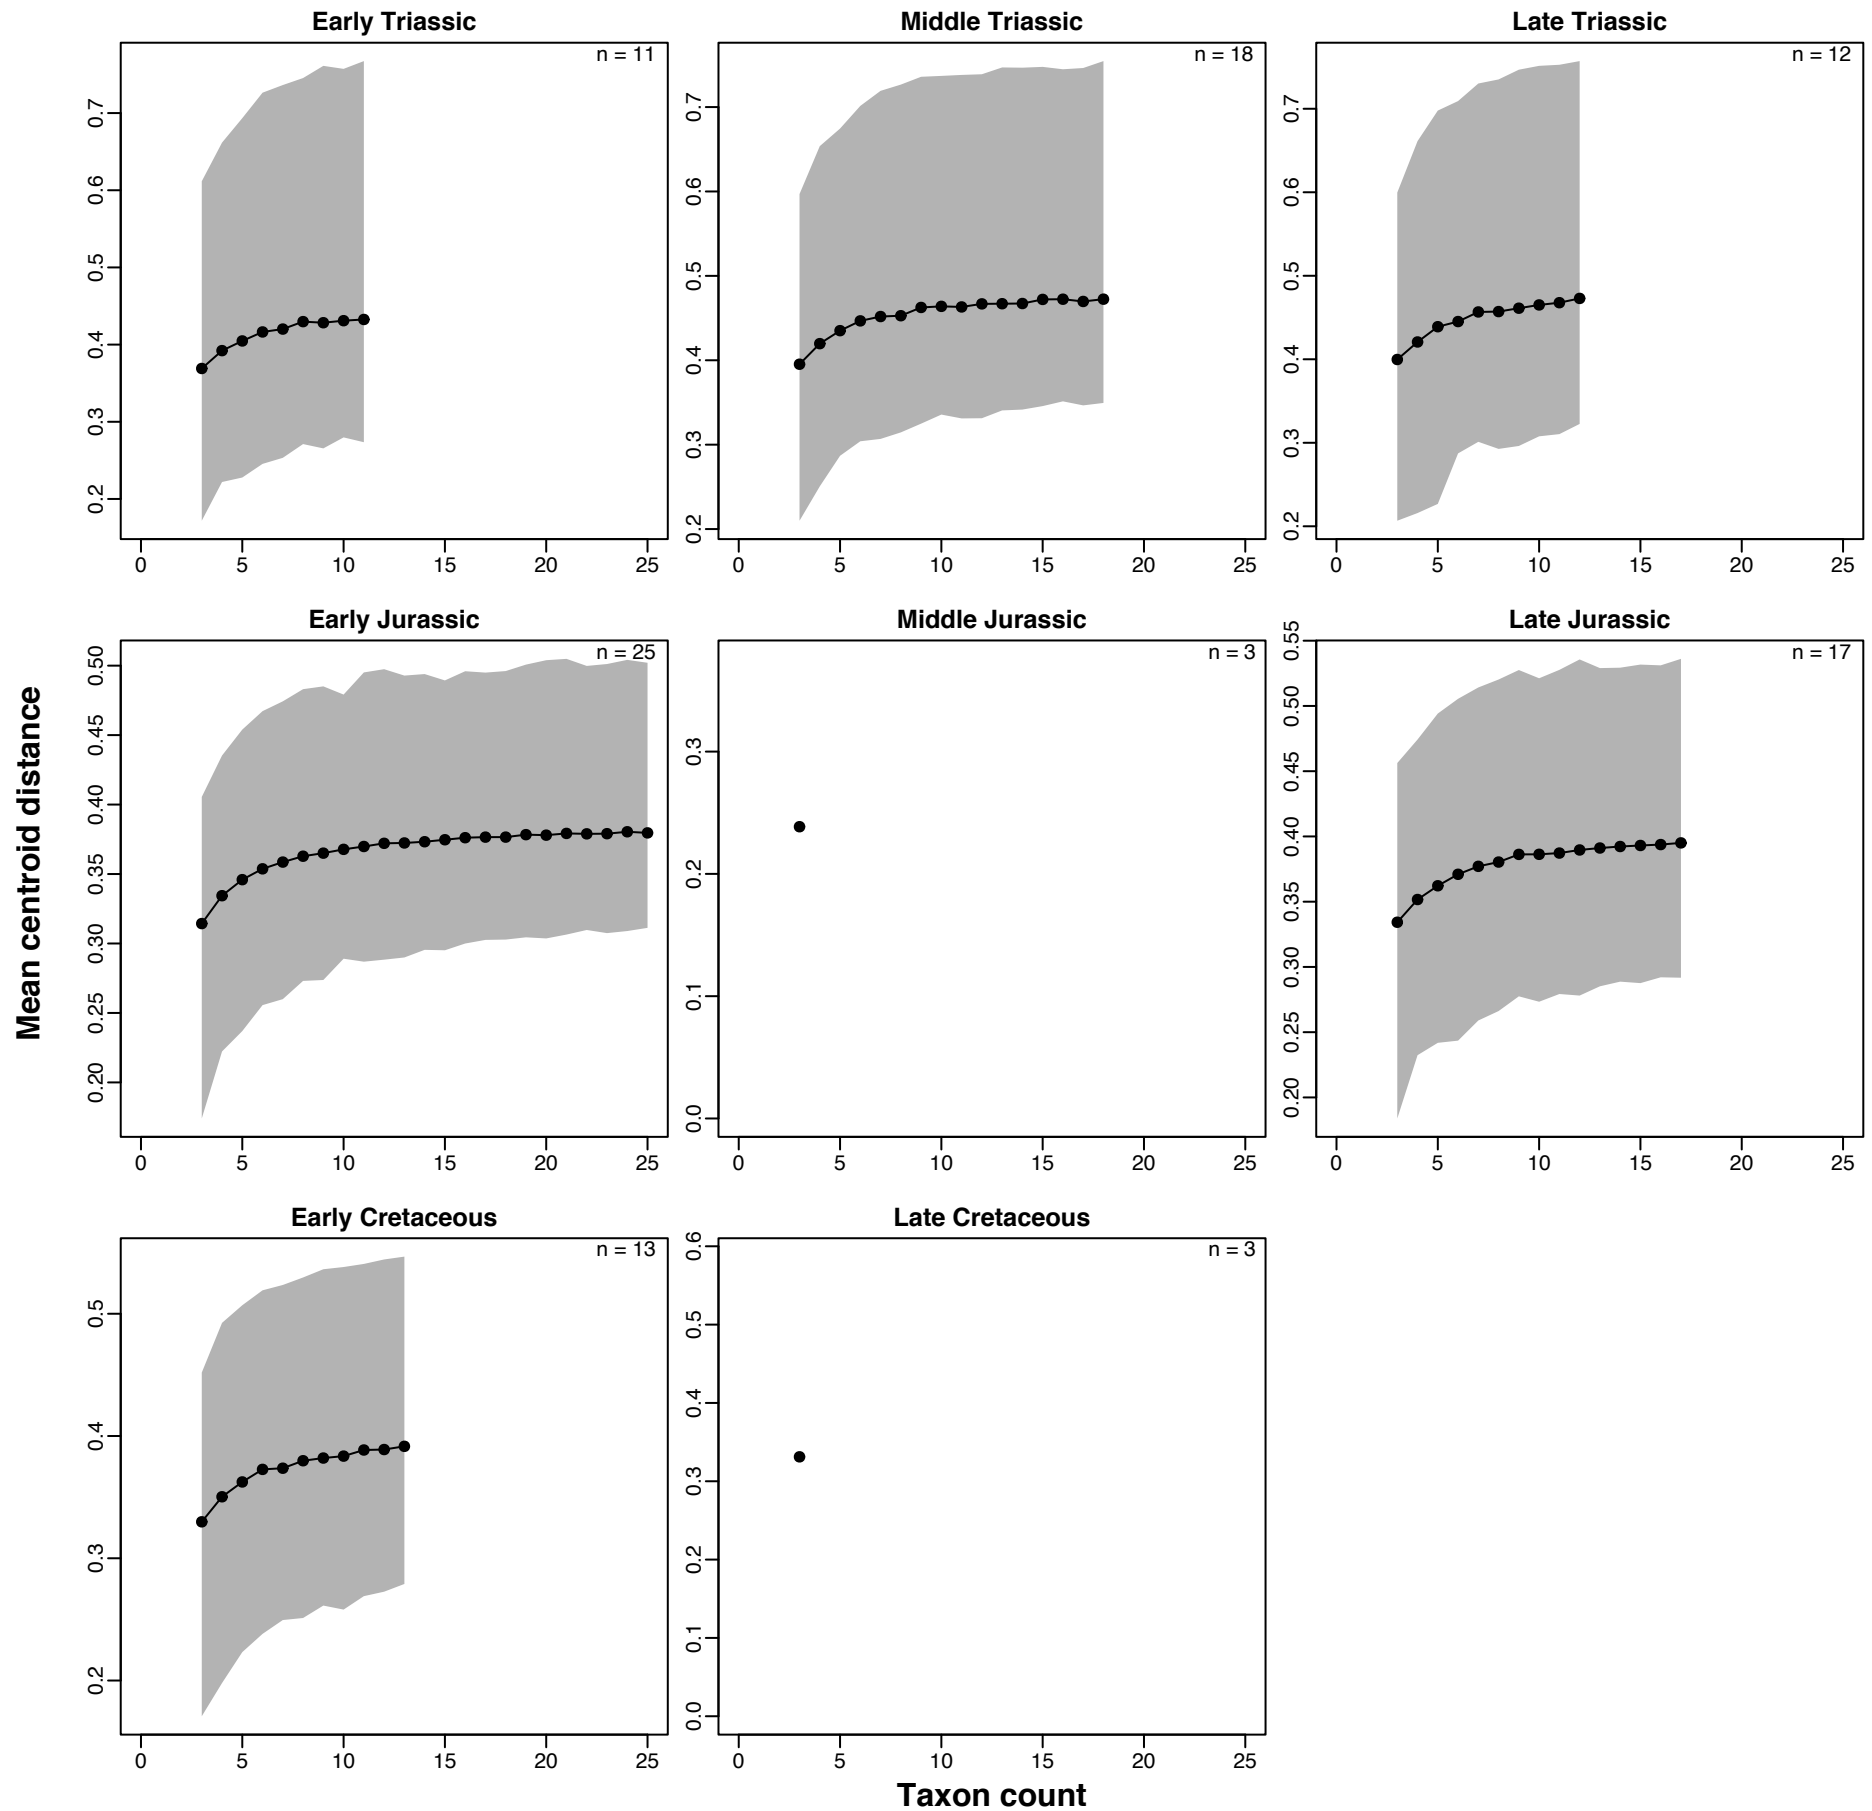 Early Triassic
n = 11
0.7
0.6
0.5
0.4
0.3
0.2
0 5 10 15 20 25
Middle Triassic
n = 18
0.7
0.6
0.5
0.4
0.3
0.2
0 5 10 15 20 25
Late Triassic
n = 12
0.7
0.6
0.5
0.4
0.3
0.2
0 5 10 15 20 25
Mean centroid distance
Early Jurassic
n = 25
0.50
0.45
0.40
0.35
0.30
0.25
0.20
0 5 10 15 20 25
Middle Jurassic
n = 3
0.3
0.2
0.1
0.0
0 5 10 15 20 25
Late Jurassic
n = 17
0.55
0.50
0.45
0.40
0.35
0.30
0.25
0.20
0 5 10 15 20 25
Early Cretaceous
n = 13
0.5
0.4
0.3
0.2
0 5 10 15 20 25
Late Cretaceous
n = 3
0.6
0.5
0.4
0.3
0.2
0.1
0.0
0 5 10 15 20 25
Taxon count